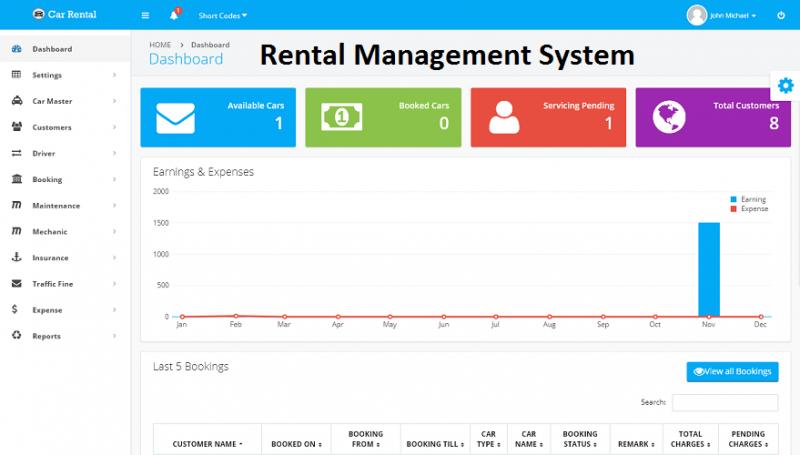 Car Rental
1
Short Codes
John Michael
HOME > Dashboard
Dashboard
Rental Management System
Dashboard
Settings
Car Master
Customers
Driver
Booking
Maintenance
Mechanic
Insurance
Traffic Fine
Expense
Reports
Available Cars
1
Booked Cars
0
Servicing Pending
1
Total Customers
8
Earnings & Expenses
2000
1500
1000
500
0
Earning
Expense
Jan Feb Mar Apr May Jun Jul Aug Sep Oct Nov Dec
Last 5 Bookings
View all Bookings
Search:
CUSTOMER NAME
BOOKED ON
BOOKING
FROM
BOOKING TILL
CAR
TYPE
CAR
NAME
BOOKING
STATUS
REMARK
TOTAL
CHARGES
PENDING
CHARGES